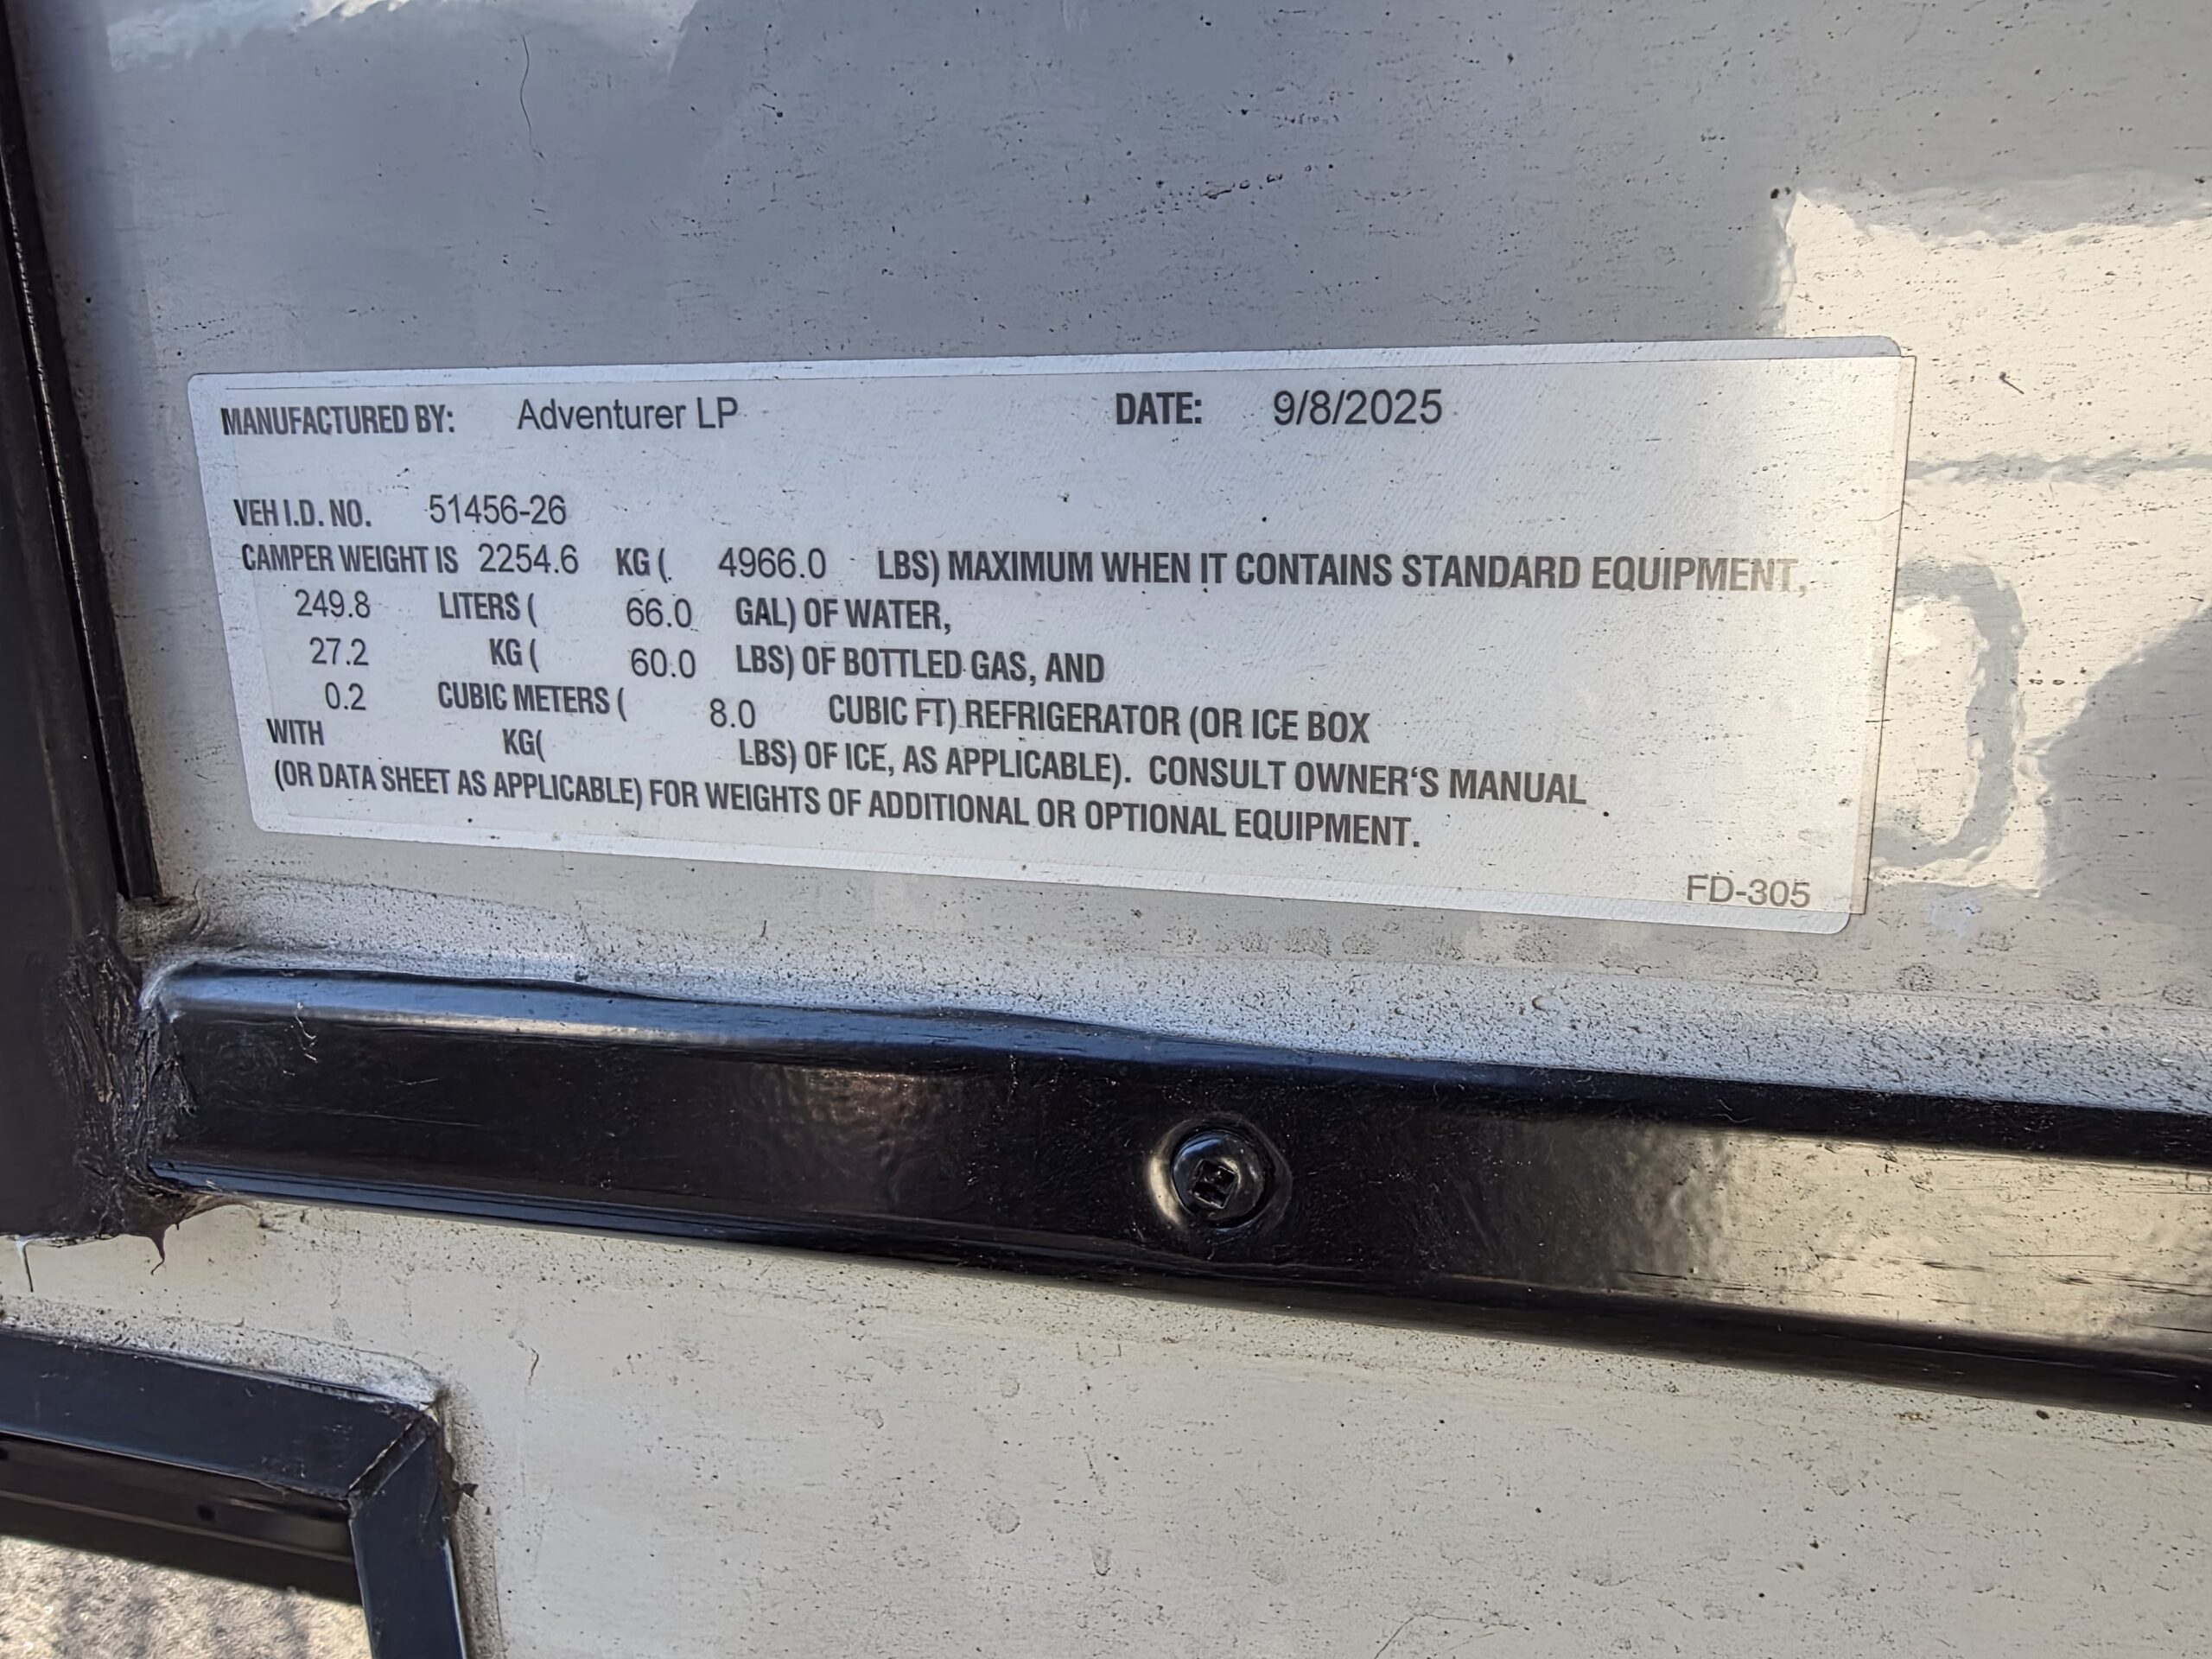 MANUFACTURED BY: Adventurer LP DATE: 9/8/2025
VEH I.D. NO. 51456-26
CAMPER WEIGHT IS 2254.6 KG ( 4966.0 LBS) MAXIMUM WHEN IT CONTAINS STANDARD EQUIPMENT,
249.8 LITERS ( 66.0 GAL) OF WATER,
27.2 KG ( 60.0 LBS) OF BOTTLED GAS, AND
0.2 CUBIC METERS ( 8.0 CUBIC FT) REFRIGERATOR (OR ICE BOX
WITH KG( LBS) OF ICE, AS APPLICABLE). CONSULT OWNER'S MANUAL
(OR DATA SHEET AS APPLICABLE) FOR WEIGHTS OF ADDITIONAL OR OPTIONAL EQUIPMENT.
FD-305